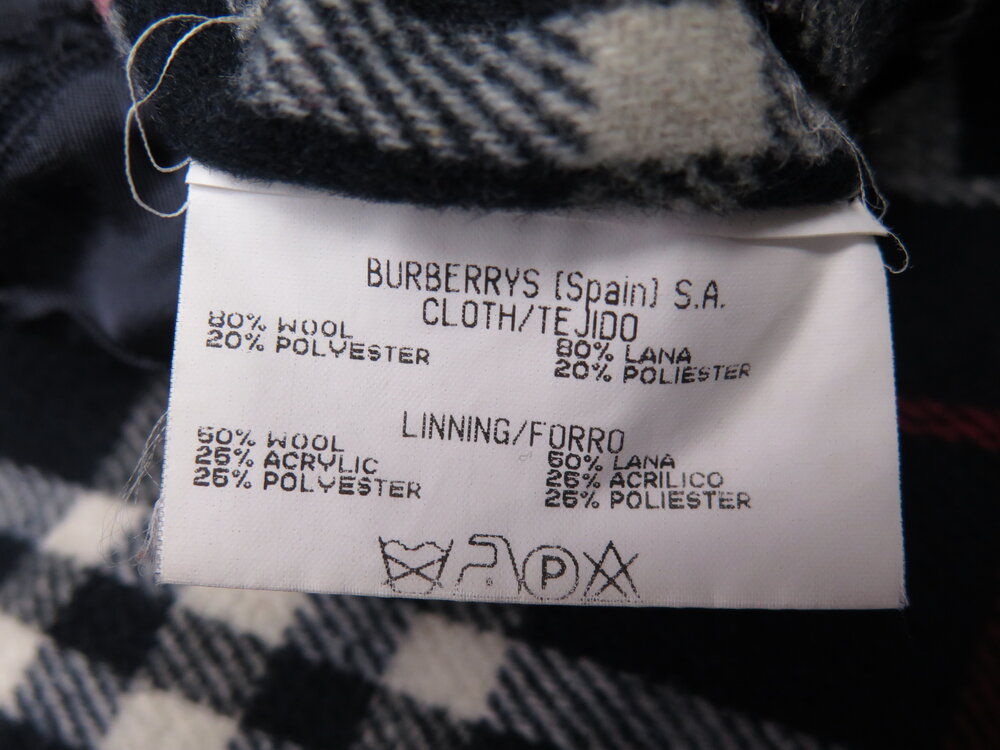 BURBERRYS (Spain) S.A.
CLOTH/TEJIDO
80% WOOL
20% POLYESTER
80% LANA
20% POLIESTER
LINNING/FORRO
50% WOOL
25% ACRYLIC
25% POLYESTER
50% LANA
25% ACRILICO
25% POLIESTER
P